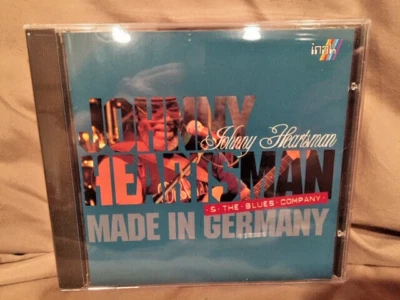 inak
JOHNNY
Johnny Heartsman
HEARTSMAN
& • THE • BLUES • COMPANY •
MADE IN GERMANY